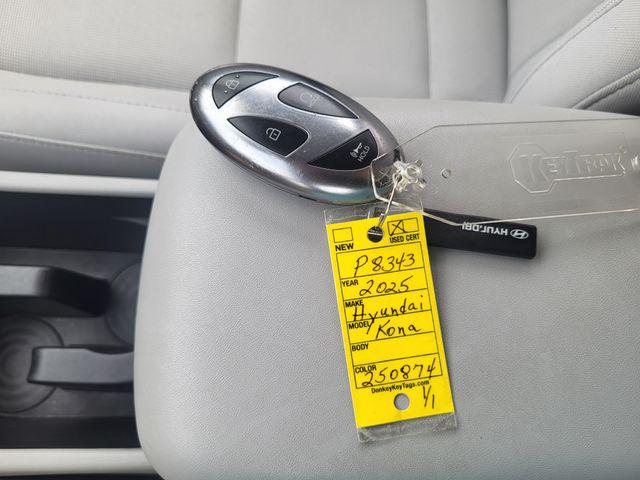 HOLD
KEYTRAK
HYUNDAI
NEW
X
USED CERT
P8343
YEAR
2025
MAKE
Hyundai
MODEL
Kona
BODY
COLOR
250874
DonkeyKeyTags.com
1/1